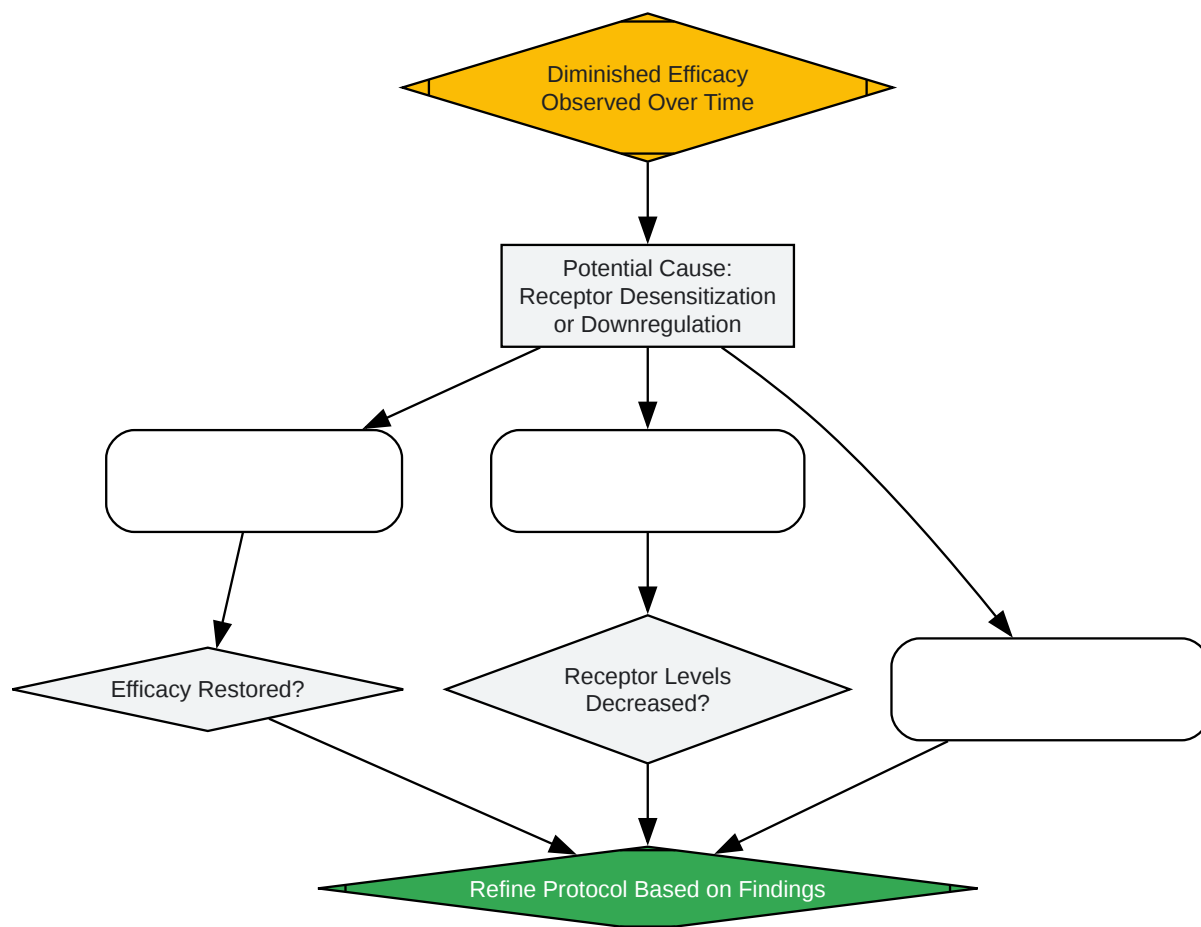 Diminished Efficacy
Observed Over Time
Potential Cause:
Receptor Desensitization
or Downregulation
Efficacy Restored?
Receptor Levels
Decreased?
Refine Protocol Based on Findings